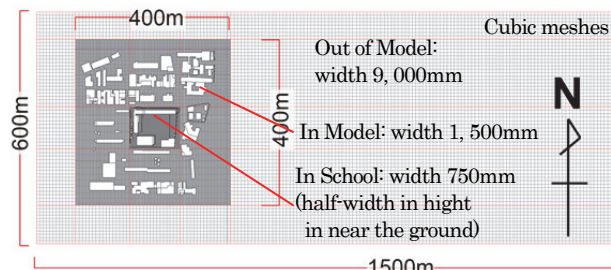 400m
Cubic meshes
Out of Model:
width 9, 000mm
600m
400m
N
In Model: width 1, 500mm
In School: width 750mm
(half-width in hight
in near the ground)
1500m